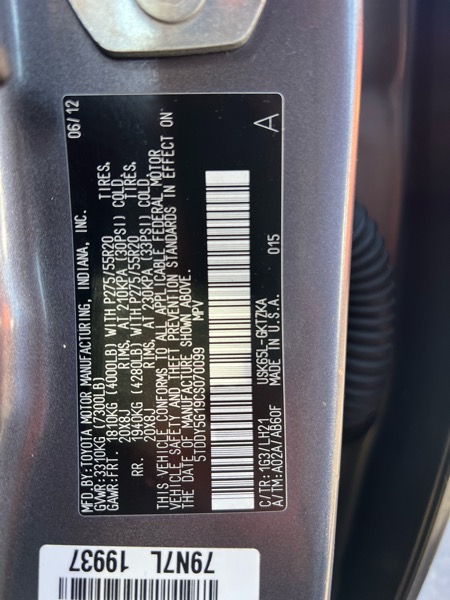 MFD.BY:TOYOTA MOTOR MANUFACTURING, INDIANA, INC. 06/12
GVWR:3310KG(7300LB)
GAWR:FRT. 1810KG(4000LB)WITH P275/55R20 TIRES.
20X8J RIMS, AT 210KPA(30PSI)COLD.
RR. 1940KG(4280LB)WITH P275/55R20 TIRES.
20X8J RIMS, AT 230KPA(33PSI)COLD.
THIS VEHICLE CONFORMS TO ALL APPLICABLE FEDERAL MOTOR
VEHICLE SAFETY AND THEFT PREVENTION STANDARDS IN EFFECT ON
THE DATE OF MANUFACTURE SHOWN ABOVE.
5TDDY5G19CS070099 MPV
C/TR:1G3/LH21 USK65L-GKTZKA
A/TM:A02A/AB60F MADE IN U.S.A. 015 A
79N7L
19937